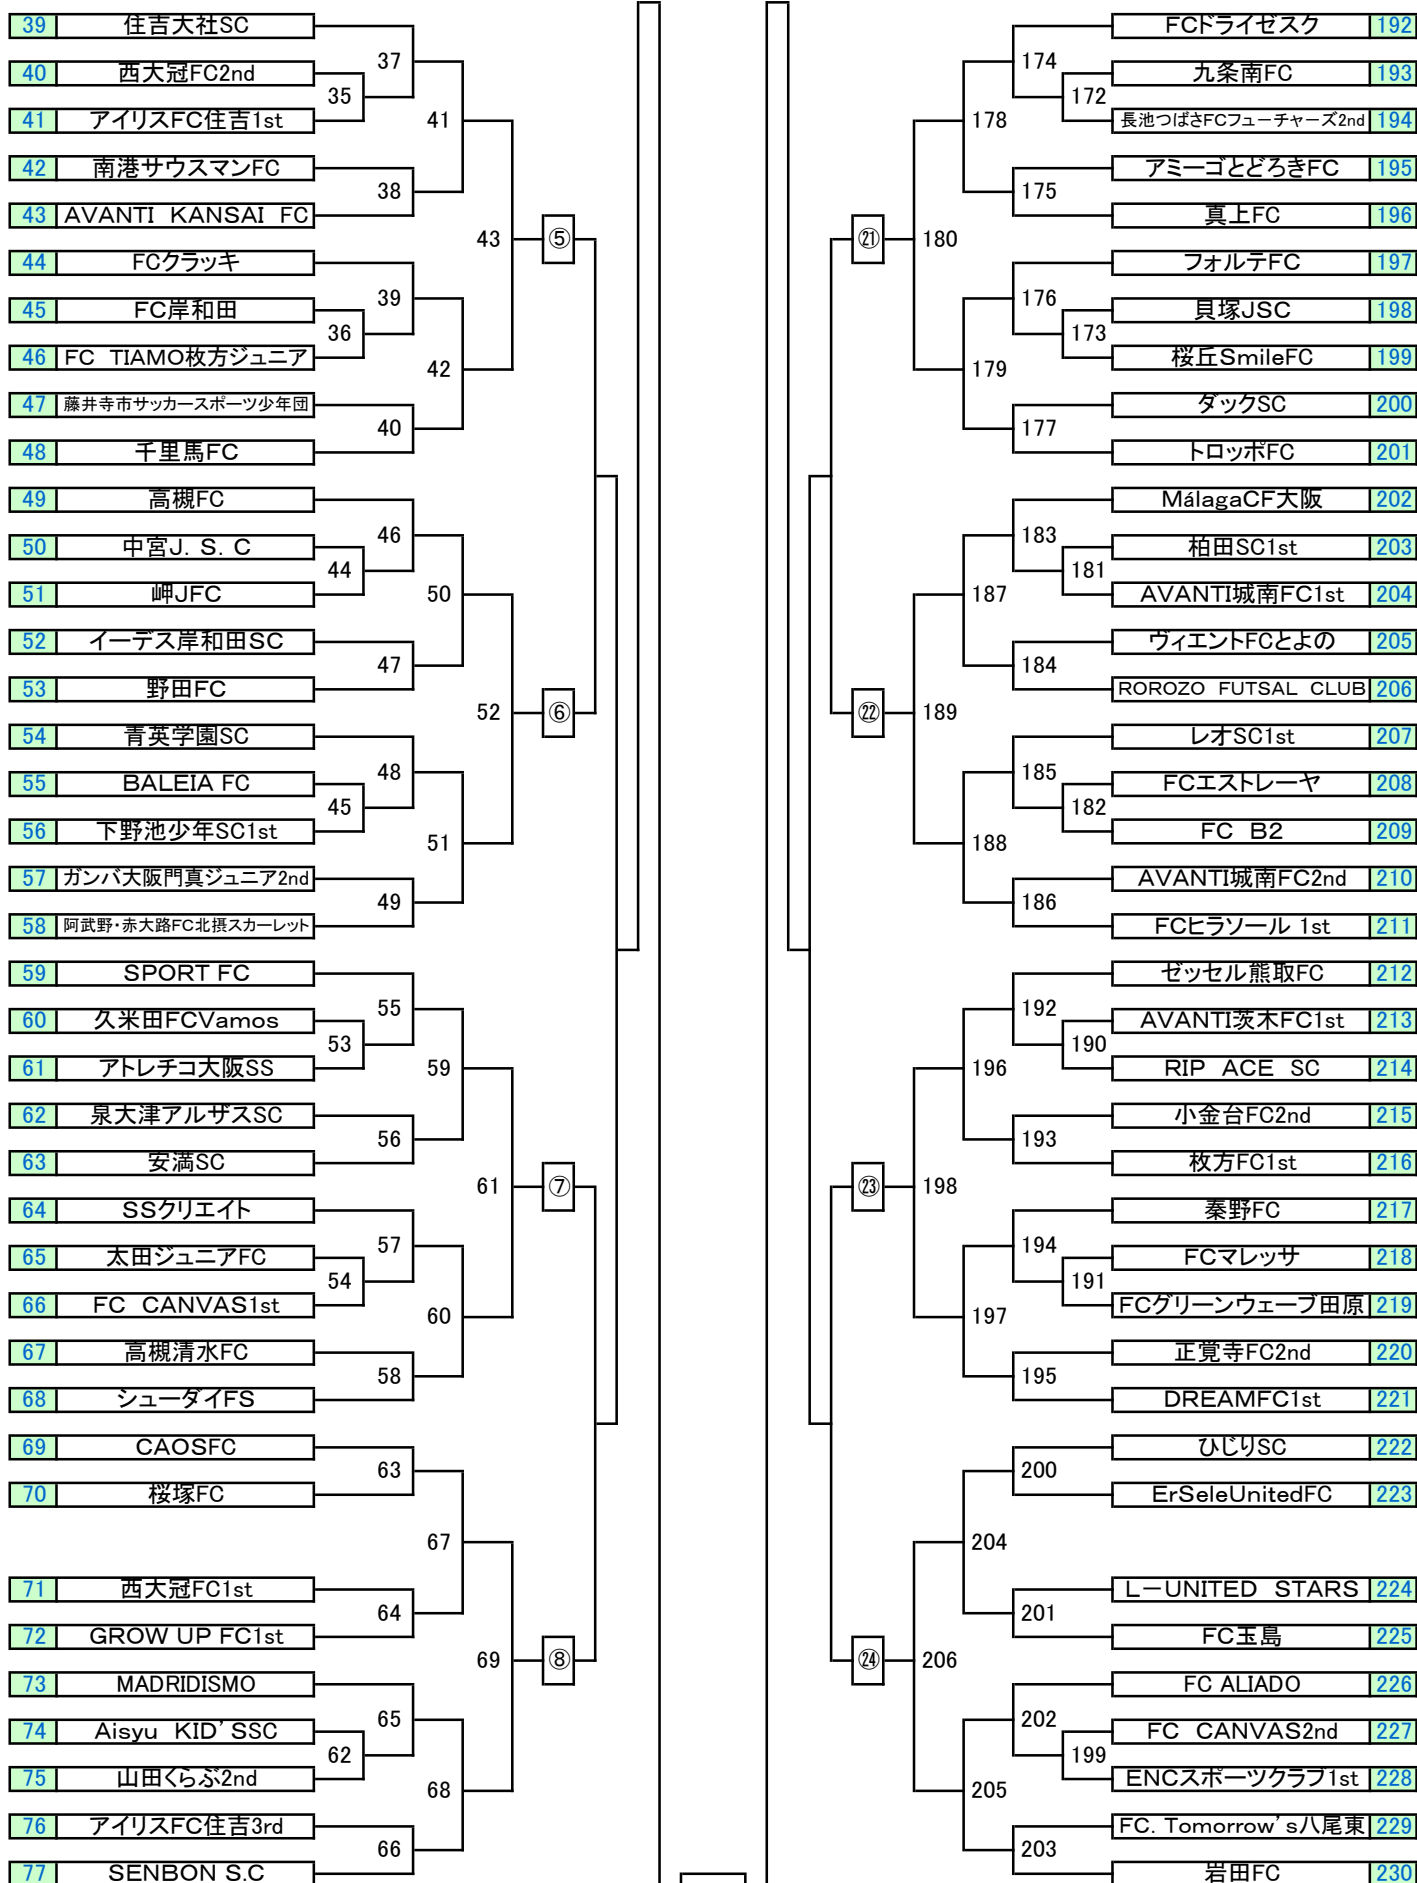 39 住吉大社SC
40 西大冠FC2nd
41 アイリスFC住吉1st
42 南港サウスマンFC
43 AVANTI　KANSAI　FC
44 FCクラッキ
45 FC岸和田
46 FC　TIAMO枚方ジュニア
47 藤井寺市サッカースポーツ少年団
48 千里馬FC
49 高槻FC
50 中宮J．S．C
51 岬JFC
52 イーデス岸和田SC
53 野田FC
54 青英学園SC
55 BALEIA FC
56 下野池少年SC1st
57 ガンバ大阪門真ジュニア2nd
58 阿武野・赤大路FC北摂スカーレット
59 SPORT FC
60 久米田FCVamos
61 アトレチコ大阪SS
62 泉大津アルザスSC
63 安満SC
64 SSクリエイト
65 太田ジュニアFC
66 FC　CANVAS1st
67 高槻清水FC
68 シューダイFS
69 CAOSFC
70 桜塚FC
71 西大冠FC1st
72 GROW UP FC1st
73 MADRIDISMO
74 Aisyu　KID’SSC
75 山田くらぶ2nd
76 アイリスFC住吉3rd
77 SENBON S.C
35
36
37
38
39
40
41
42
43
⑤
44
45
46
47
48
49
50
51
52
⑥
53
54
55
56
57
58
59
60
61
⑦
62
63
64
65
66
67
68
69
⑧
FCドライゼスク 192
九条南FC 193
長池つばさFCフューチャーズ2nd 194
アミーゴとどろきFC 195
真上FC 196
フォルテFC 197
貝塚JSC 198
桜丘SmileFC 199
ダックSC 200
トロッポFC 201
MálagaCF大阪 202
柏田SC1st 203
AVANTI城南FC1st 204
ヴィエントFCとよの 205
ROROZO　FUTSAL　CLUB 206
レオSC1st 207
FCエストレーヤ 208
FC　B2 209
AVANTI城南FC2nd 210
FCヒラソール 1st 211
ゼッセル熊取FC 212
AVANTI茨木FC1st 213
RIP　ACE　SC 214
小金台FC2nd 215
枚方FC1st 216
秦野FC 217
FCマレッサ 218
FCグリーンウェーブ田原 219
正覚寺FC2nd 220
DREAMFC1st 221
ひじりSC 222
ErSeleUnitedFC 223
L－UNITED　STARS 224
FC玉島 225
FC ALIADO 226
FC　CANVAS2nd 227
ENCスポーツクラブ1st 228
FC．Tomorrow’s八尾東 229
岩田FC 230
172
173
174
175
176
177
178
179
180
㉑
181
182
183
184
185
186
187
188
189
㉒
190
191
192
193
194
195
196
197
198
㉓
199
200
201
202
203
204
205
206
㉔